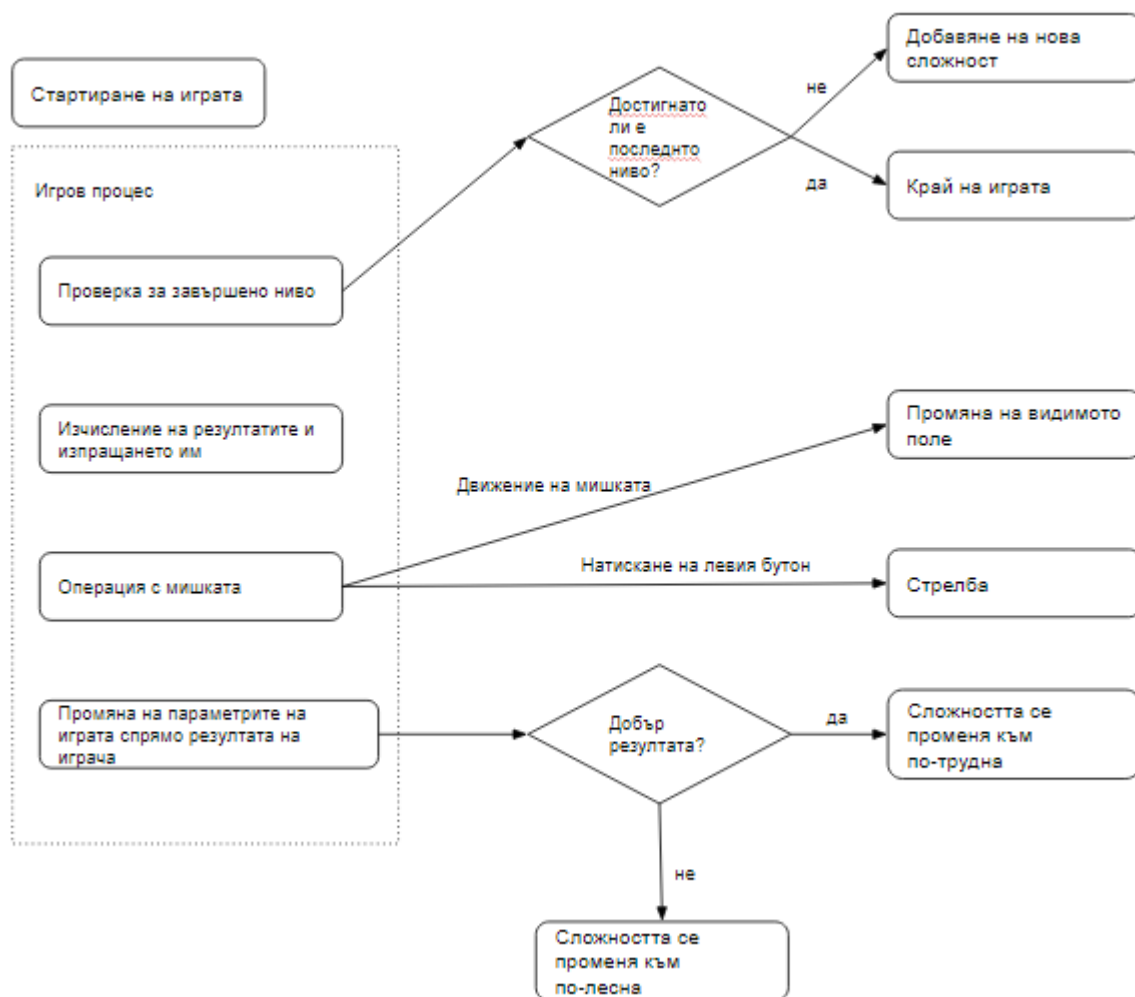 Добавяне на нова
сложност
Стартиране на играта
не
Достигнато
ли е
последнто
ниво?
да
Край на играта
Игров процес
Проверка за завършено ниво
Изчисление на резултатите и
изпращането им
Промяна на видимото
поле
Движение на мишката
Операция с мишката
Натискане на левия бутон
Стрелба
Промяна на параметрите на
играта спрямо резултата на
играча
Добър
резултата?
да
Сложността се
променя към
по-трудна
не
Сложността се
променя към
по-лесна